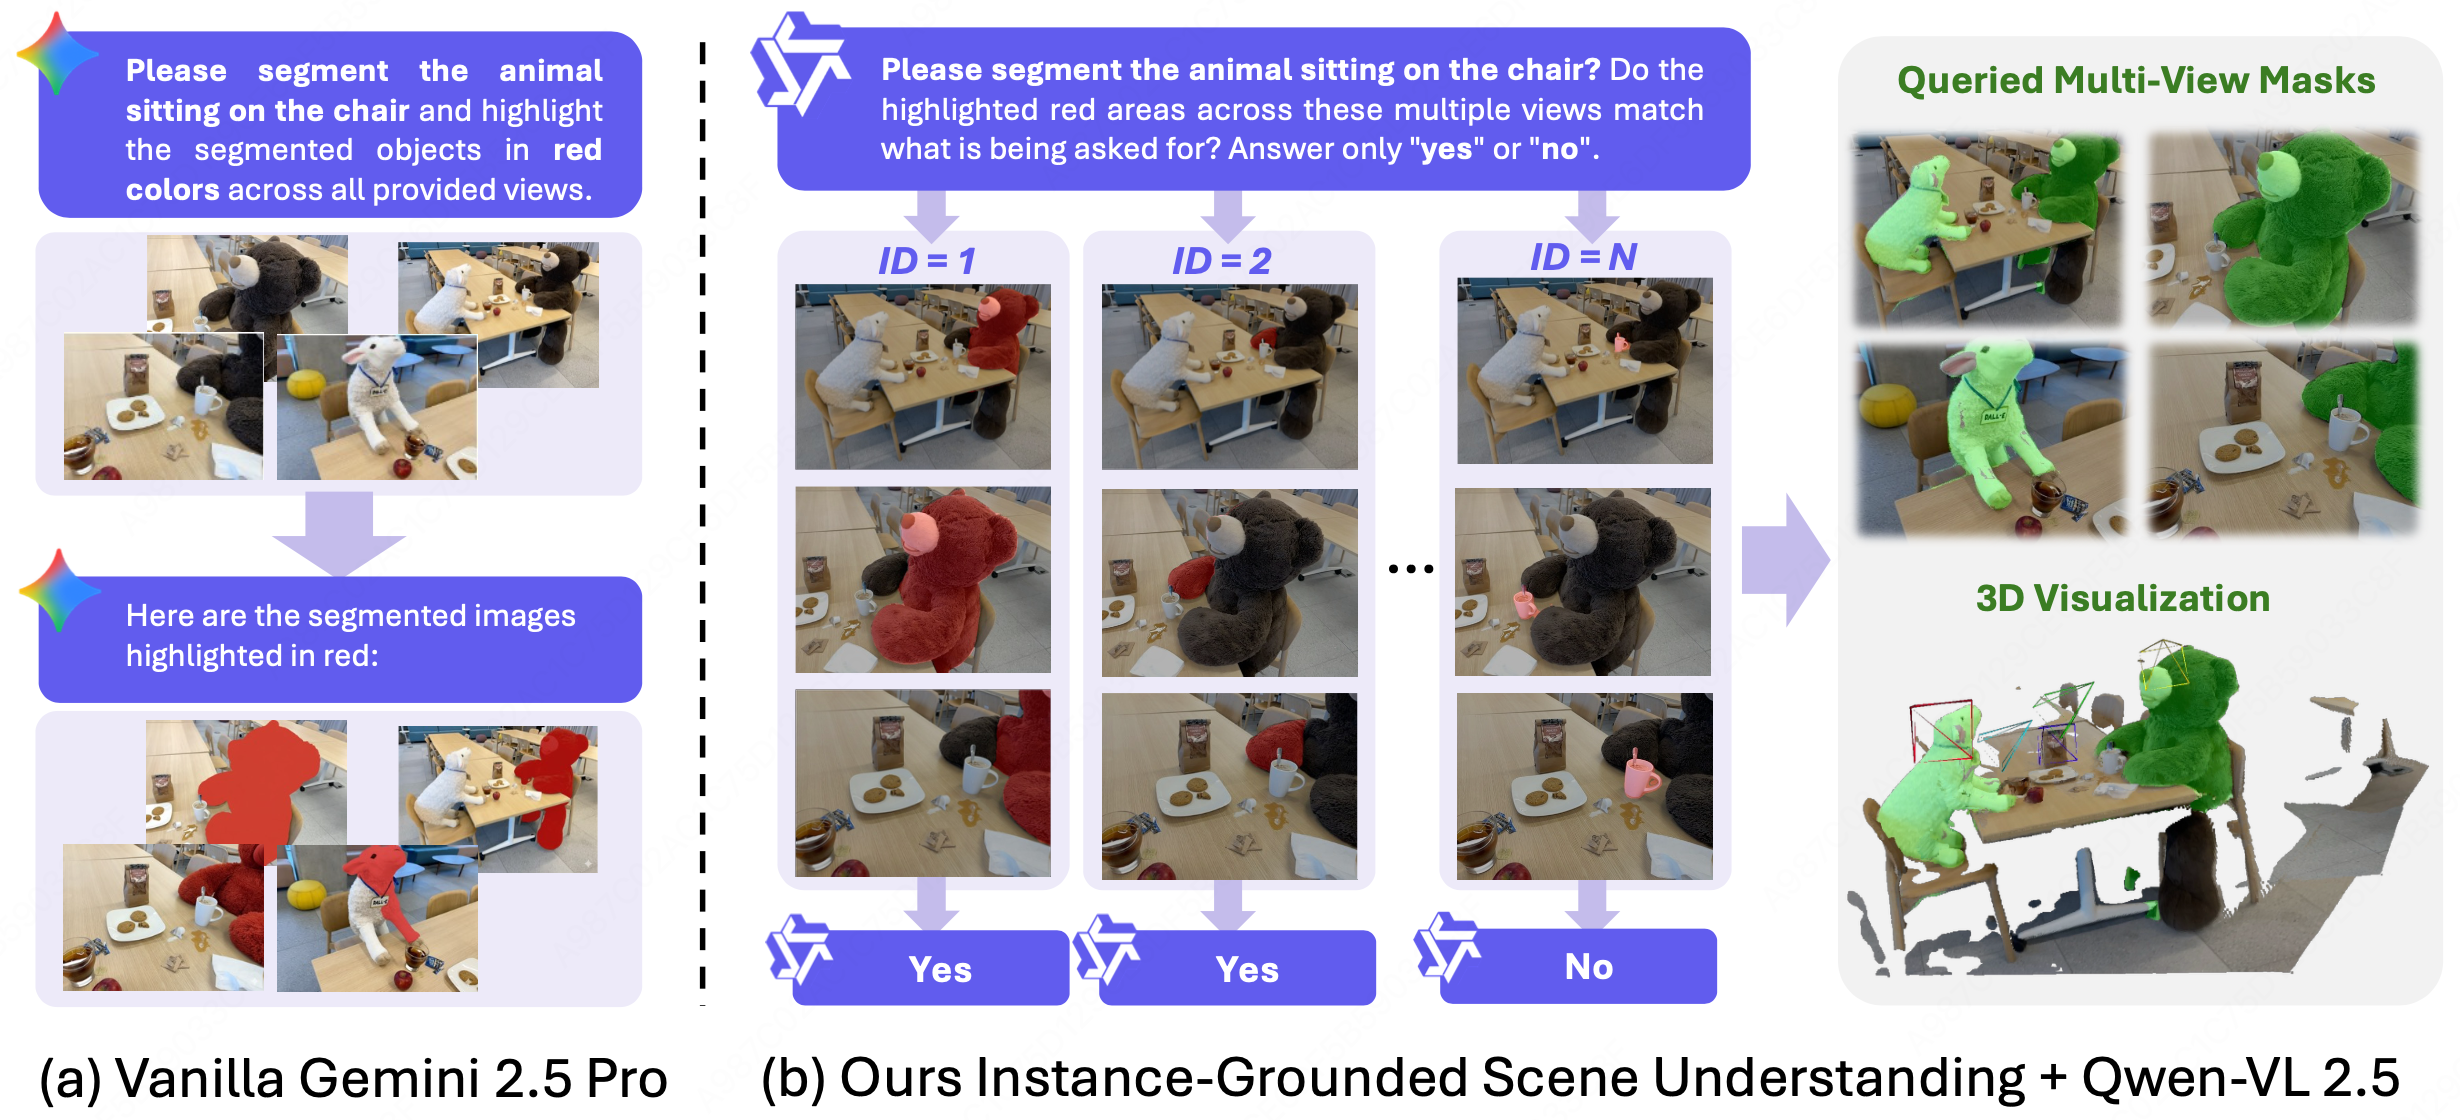 Please segment the animal
sitting on the chair and highlight
the segmented objects in red
colors across all provided views.
Here are the segmented images
highlighted in red:
(a) Vanilla Gemini 2.5 Pro
Please segment the animal sitting on the chair? Do the
highlighted red areas across these multiple views match
what is being asked for? Answer only "yes" or "no".
ID = 1
ID = 2
ID = N
...
Yes
Yes
No
Queried Multi-View Masks
DALL-E
3D Visualization
(b) Ours Instance-Grounded Scene Understanding + Qwen-VL 2.5